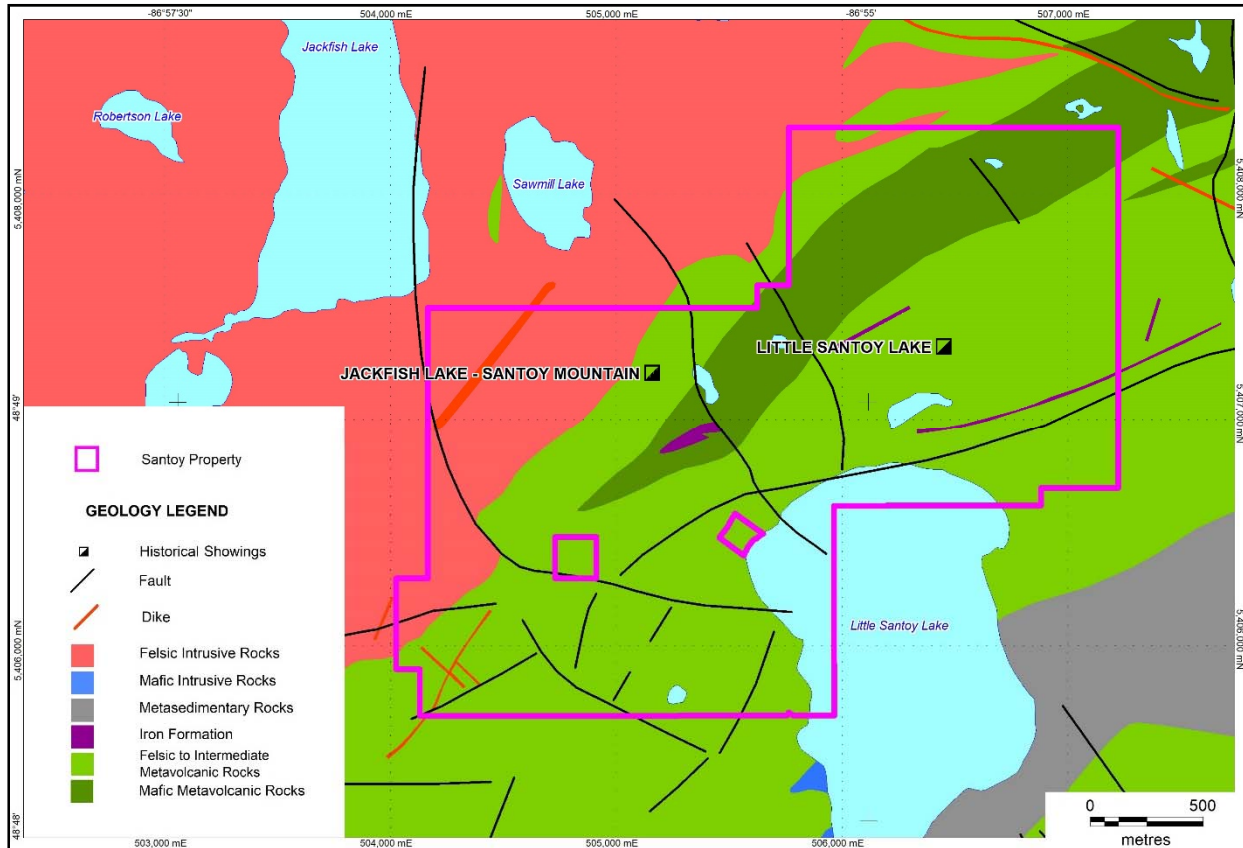 -86°57'30"
504,000 mE
505,000 mE
-86°55'
507,000 mE
Jackfish Lake
Robertson Lake
Sawmill Lake
5,408,000 mN
5,408,000 mN
LITTLE SANTOY LAKE
JACKFISH LAKE - SANTOY MOUNTAIN
48°49'
5,407,000 mN
Santoy Property
GEOLOGY LEGEND
Historical Showings
Fault
Dike
Felsic Intrusive Rocks
Mafic Intrusive Rocks
Metasedimentary Rocks
Iron Formation
Felsic to Intermediate
Metavolcanic Rocks
Mafic Metavolcanic Rocks
Little Santoy Lake
5,406,000 mN
0 500
metres
48°48'
503,000 mE
504,000 mE
505,000 mE
506,000 mE